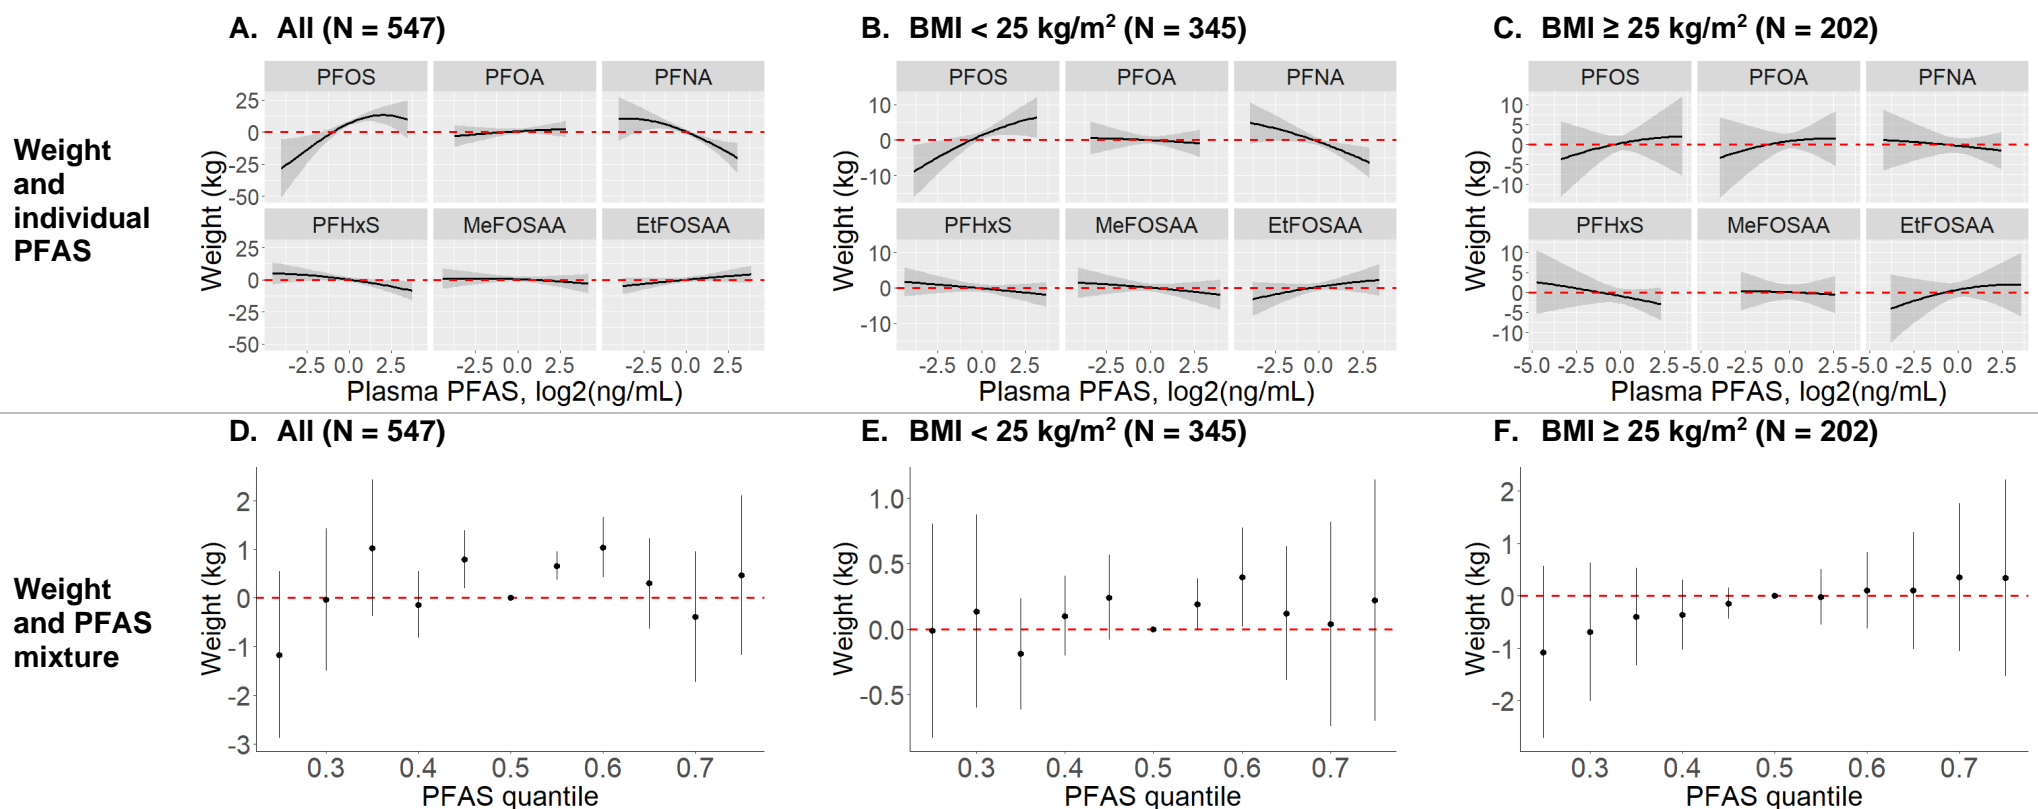 A. All (N = 547)
B. BMI < 25 kg/m² (N = 345)
C. BMI ≥ 25 kg/m² (N = 202)
Weight
and
individual
PFAS
Weight (kg)
PFOS PFOA PFNA
25
0
-25
-50
PFHxS MeFOSAA EtFOSAA
25
0
-25
-50
-2.5 0.0 2.5 -2.5 0.0 2.5 -2.5 0.0 2.5
Plasma PFAS, log2(ng/mL)
Weight (kg)
PFOS PFOA PFNA
10
0
-10
PFHxS MeFOSAA EtFOSAA
10
0
-10
-2.5 0.0 2.5 -2.5 0.0 2.5 -2.5 0.0 2.5
Plasma PFAS, log2(ng/mL)
Weight (kg)
PFOS PFOA PFNA
10
5
0
-5
-10
PFHxS MeFOSAA EtFOSAA
10
5
0
-5
-10
-5.0 -2.5 0.0 2.5 -5.0 -2.5 0.0 2.5 -5.0 -2.5 0.0 2.5
Plasma PFAS, log2(ng/mL)
D. All (N = 547)
E. BMI < 25 kg/m² (N = 345)
F. BMI ≥ 25 kg/m² (N = 202)
Weight
and PFAS
mixture
Weight (kg)
2
1
0
-1
-2
-3
0.3 0.4 0.5 0.6 0.7
PFAS quantile
Weight (kg)
1.0
0.5
0.0
-0.5
0.3 0.4 0.5 0.6 0.7
PFAS quantile
Weight (kg)
2
1
0
-1
-2
0.3 0.4 0.5 0.6 0.7
PFAS quantile